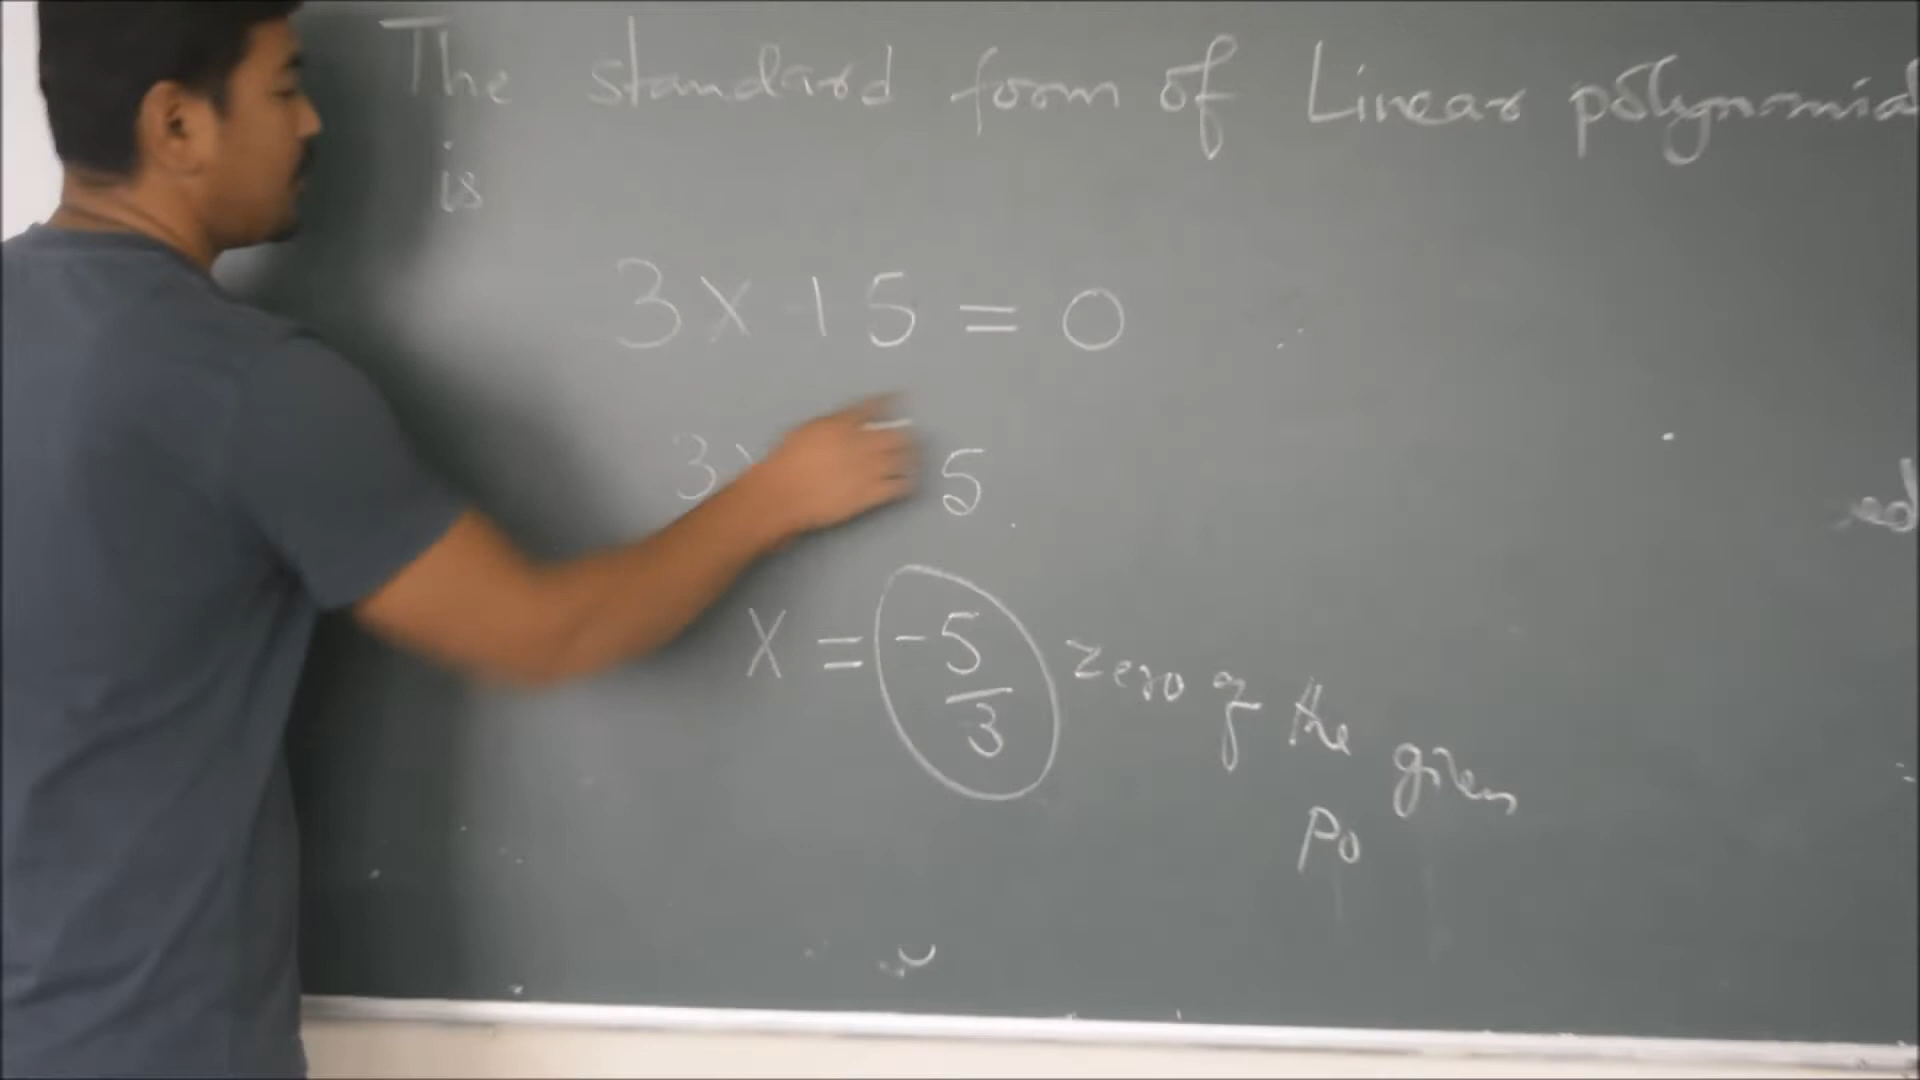 The standard form of Linear polynomial
is
3x + 5 = 0
3x 5
ed
x = -5/3 zero of the given
Po